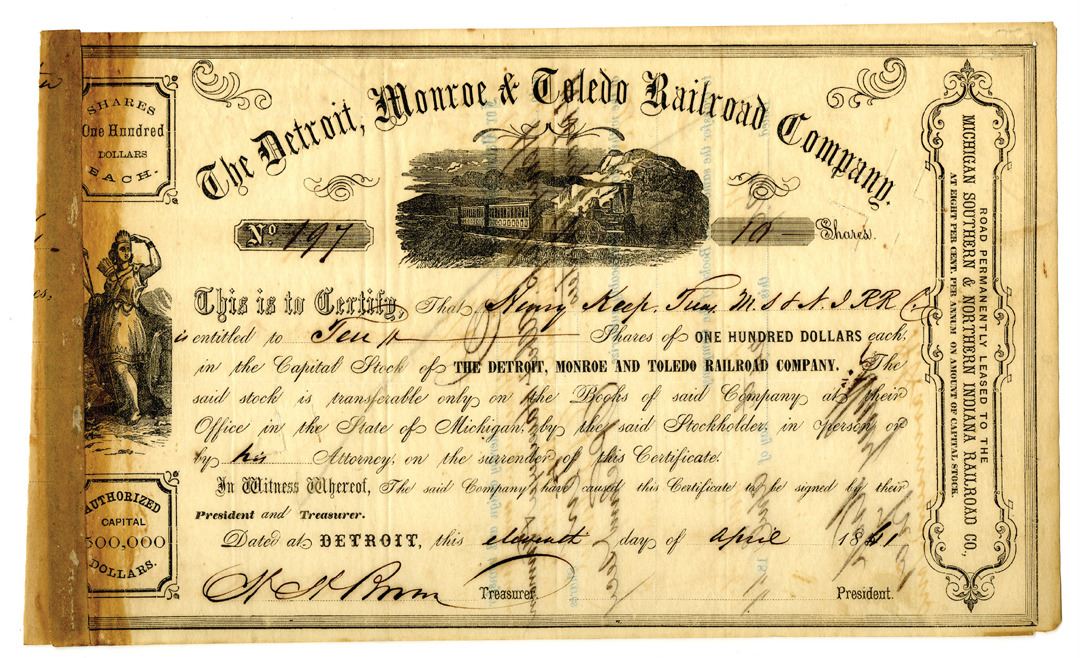 SHARES
One Hundred
DOLLARS
EACH.
The Detroit, Monroe & Toledo Railroad Company.
No. 197
10 Shares.
This is to Certify, That Henry Keep, Treas. M. S & N. I RR Co
is entitled to Ten Shares of ONE HUNDRED DOLLARS each,
in the Capital Stock of THE DETROIT, MONROE AND TOLEDO RAILROAD COMPANY. The
said stock is transferable only on the Books of said Company at their
Office in the State of Michigan, by the said Stockholder, in Person or
by his Attorney, on the surrender of this Certificate.
In Witness Whereof, The said Company have caused this Certificate to be signed by their
President and Treasurer.
Dated at DETROIT, this eleventh day of April 1861
Treasurer.
President.
AUTHORIZED
CAPITAL
500,000
DOLLARS.
ROAD PERMANENTLY LEASED TO THE
MICHIGAN SOUTHERN & NORTHERN INDIANA RAILROAD CO.,
AT EIGHT PER CENT. PER ANNUM ON AMOUNT OF CAPITAL STOCK.